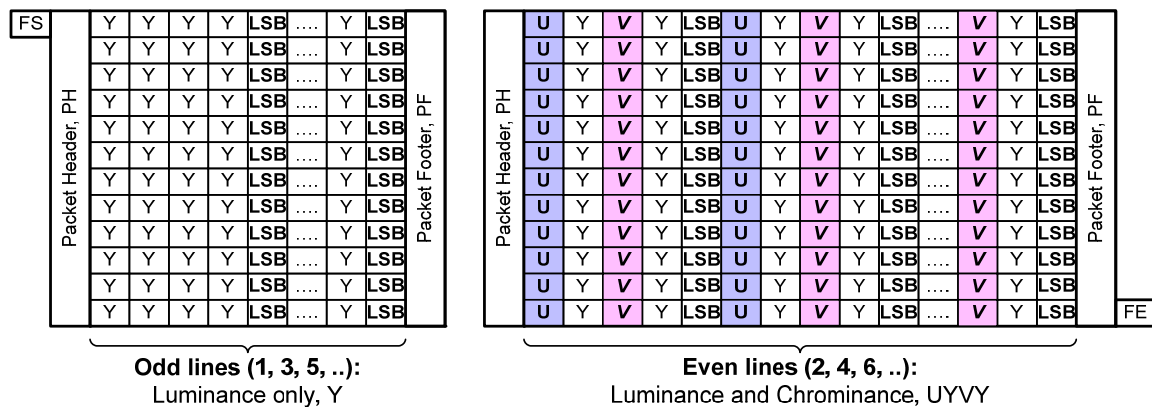 FS
Packet Header, PH
Y Y Y Y LSB .... Y LSB
Y Y Y Y LSB .... Y LSB
Y Y Y Y LSB .... Y LSB
Y Y Y Y LSB .... Y LSB
Y Y Y Y LSB .... Y LSB
Y Y Y Y LSB .... Y LSB
Y Y Y Y LSB .... Y LSB
Y Y Y Y LSB .... Y LSB
Y Y Y Y LSB .... Y LSB
Y Y Y Y LSB .... Y LSB
Y Y Y Y LSB .... Y LSB
Y Y Y Y LSB .... Y LSB
Packet Footer, PF
Odd lines (1, 3, 5, ..):
Luminance only, Y
Packet Header, PH
U Y V Y LSB U Y V Y LSB .... V Y LSB
U Y V Y LSB U Y V Y LSB .... V Y LSB
U Y V Y LSB U Y V Y LSB .... V Y LSB
U Y V Y LSB U Y V Y LSB .... V Y LSB
U Y V Y LSB U Y V Y LSB .... V Y LSB
U Y V Y LSB U Y V Y LSB .... V Y LSB
U Y V Y LSB U Y V Y LSB .... V Y LSB
U Y V Y LSB U Y V Y LSB .... V Y LSB
U Y V Y LSB U Y V Y LSB .... V Y LSB
U Y V Y LSB U Y V Y LSB .... V Y LSB
U Y V Y LSB U Y V Y LSB .... V Y LSB
U Y V Y LSB U Y V Y LSB .... V Y LSB
Packet Footer, PF
FE
Even lines (2, 4, 6, ..):
Luminance and Chrominance, UYVY